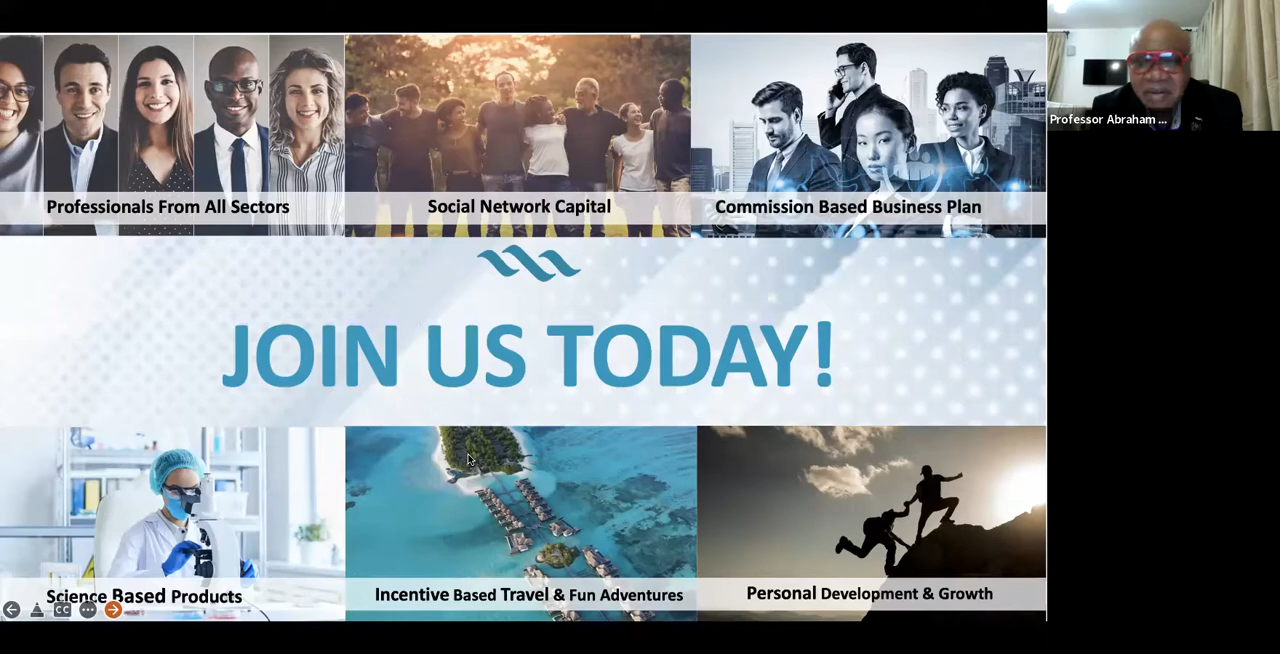 Professor Abraham ...
Professionals From All Sectors
Social Network Capital
Commission Based Business Plan
JOIN US TODAY!
Science Based Products
Incentive Based Travel & Fun Adventures
Personal Development & Growth
CC